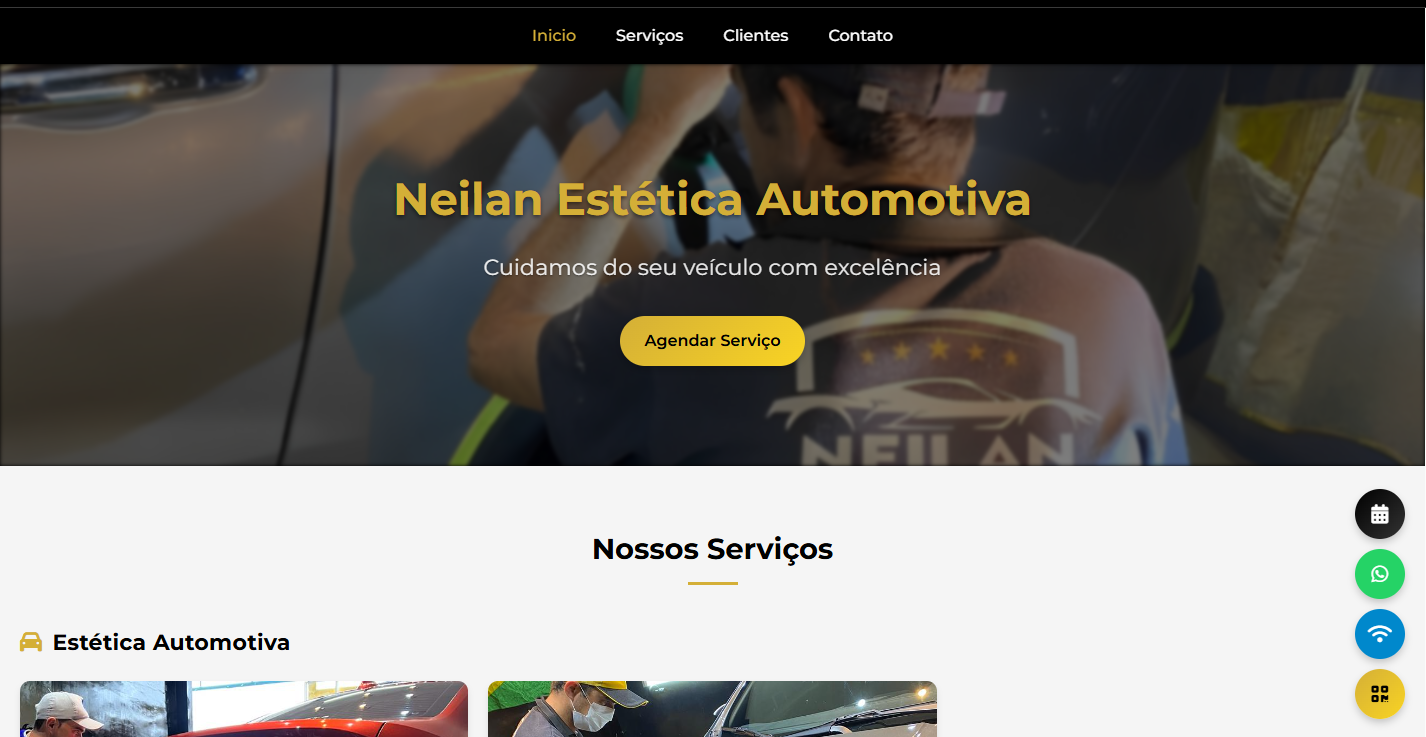 Inicio Serviços Clientes Contato
Neilan Estética Automotiva
Cuidamos do seu veículo com excelência
Agendar Serviço
NEILAN
Nossos Serviços
Estética Automotiva